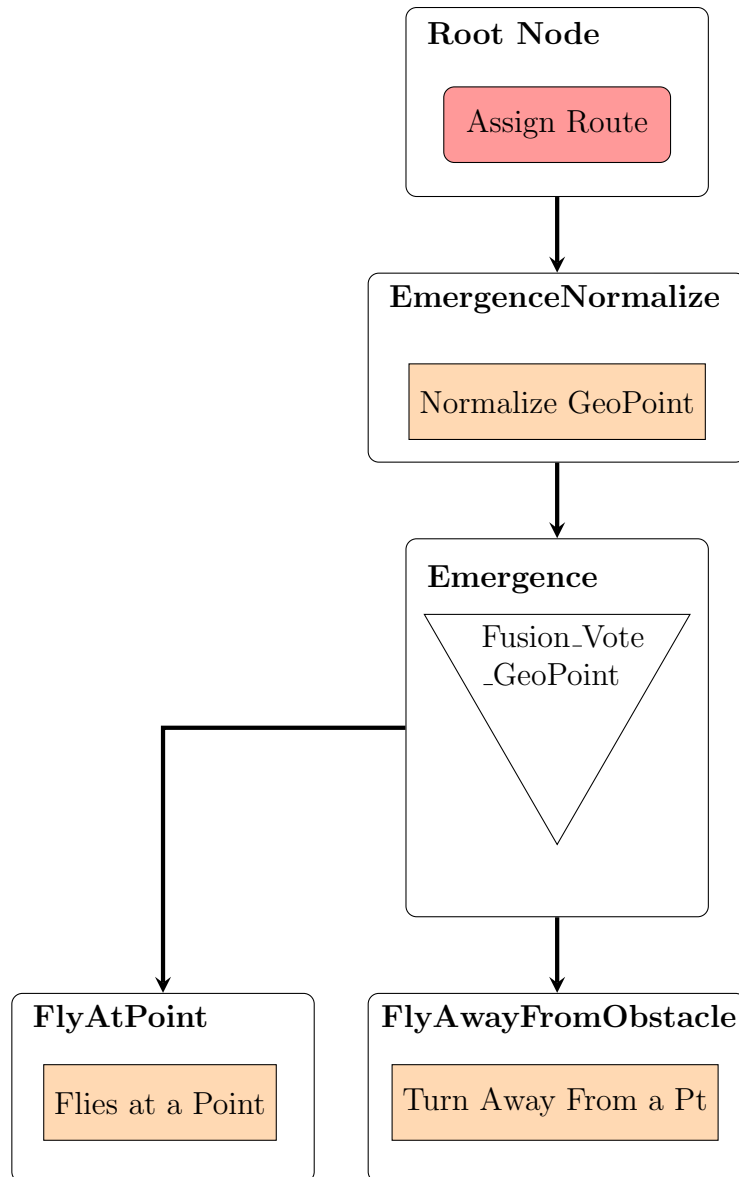 Root Node
Assign Route
EmergenceNormalize
Normalize GeoPoint
Emergence
Fusion_Vote
_GeoPoint
FlyAtPoint
Flies at a Point
FlyAwayFromObstacle
Turn Away From a Pt